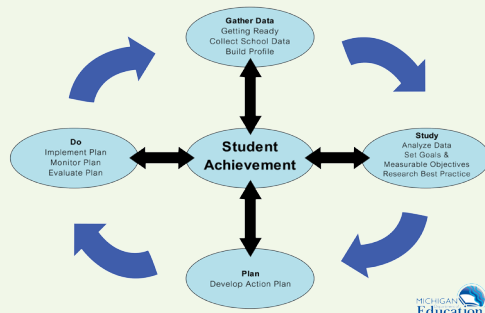 Gather Data
Getting Ready
Collect School Data
Build Profile
Do
Implement Plan
Monitor Plan
Evaluate Plan
Student
Achievement
Study
Analyze Data
Set Goals &
Measurable Objectives
Research Best Practice
Plan
Develop Action Plan
MICHIGAN
Education